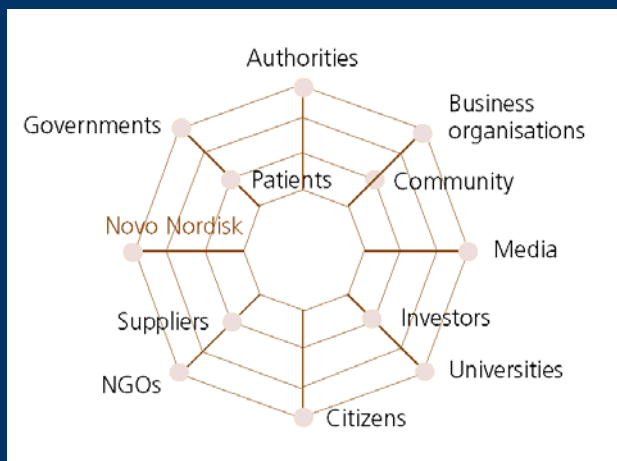 Authorities
Business
organisations
Governments
Patients
Community
Novo Nordisk
Media
Suppliers
Investors
NGOs
Universities
Citizens